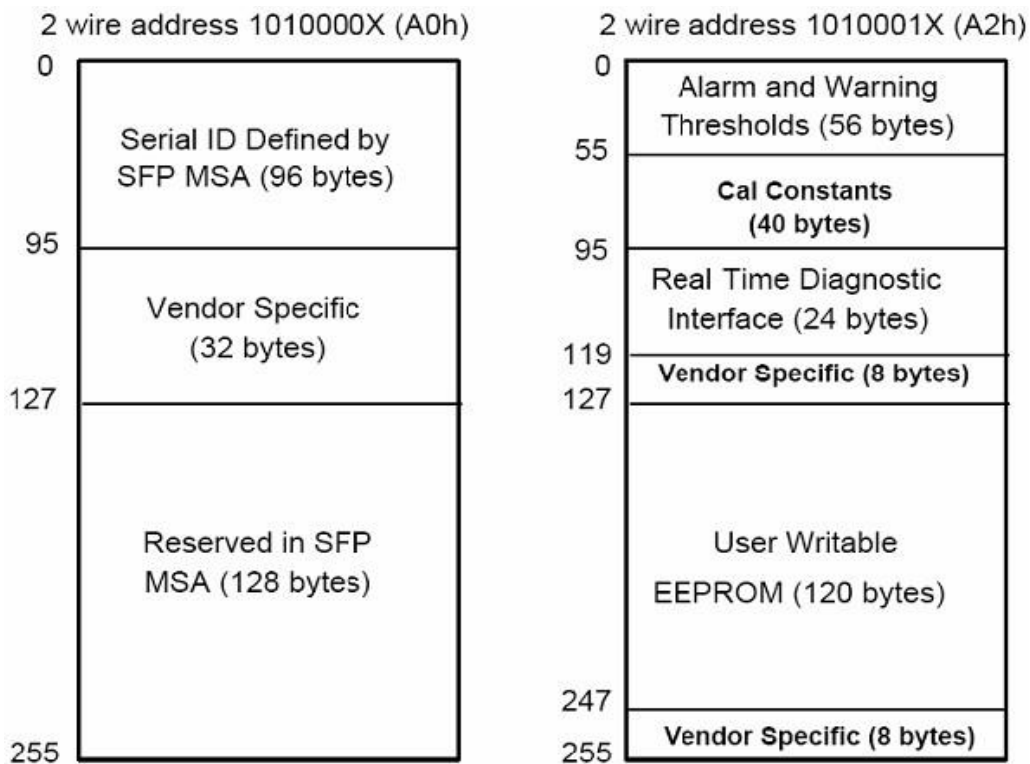 2 wire address 1010000X (A0h)
0
Serial ID Defined by
SFP MSA (96 bytes)
95
Vendor Specific
(32 bytes)
127
Reserved in SFP
MSA (128 bytes)
255
2 wire address 1010001X (A2h)
0
Alarm and Warning
Thresholds (56 bytes)
55
Cal Constants
(40 bytes)
95
Real Time Diagnostic
Interface (24 bytes)
119
Vendor Specific (8 bytes)
127
User Writable
EEPROM (120 bytes)
247
Vendor Specific (8 bytes)
255